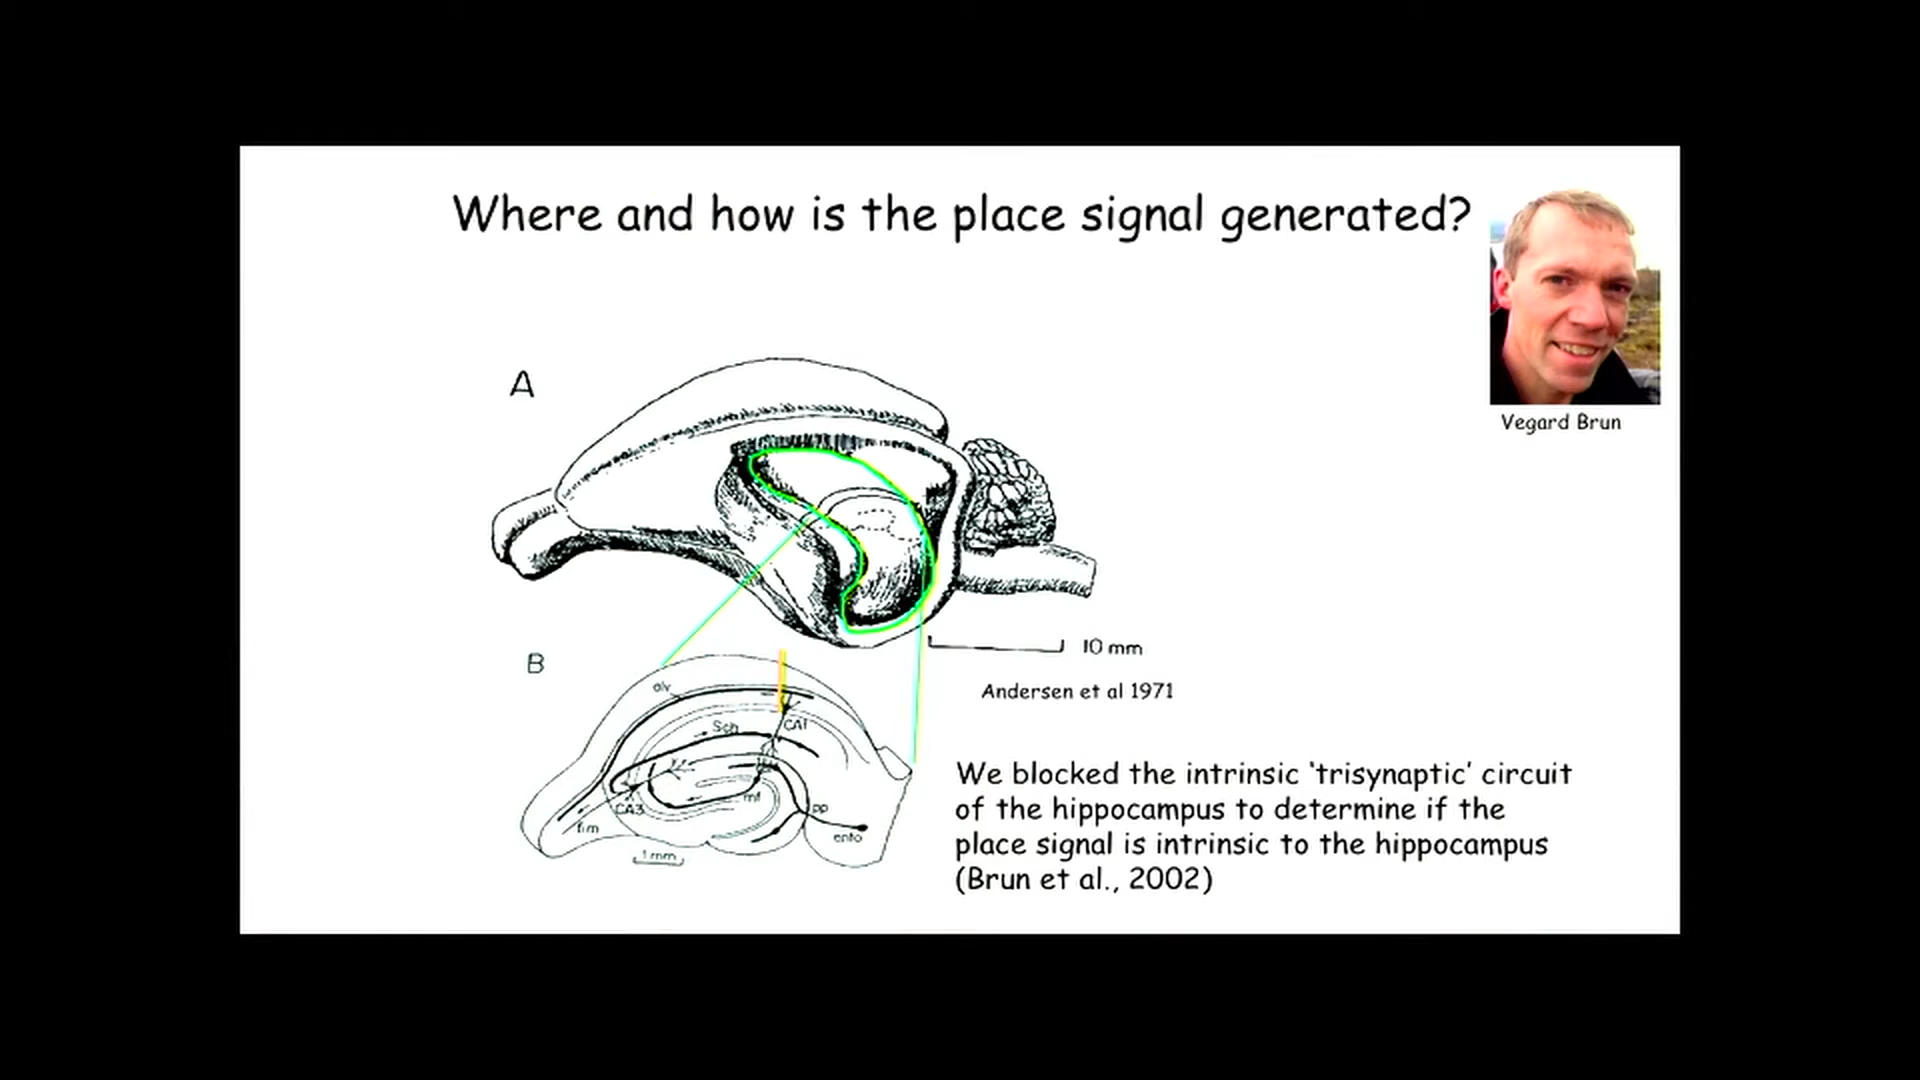 Where and how is the place signal generated?
Vegard Brun
A
10 mm
B
Andersen et al 1971
alv
Sch
CA1
CA3
mf
pp
fim
ento
1 mm
We blocked the intrinsic ‘trisynaptic’ circuit
of the hippocampus to determine if the
place signal is intrinsic to the hippocampus
(Brun et al., 2002)